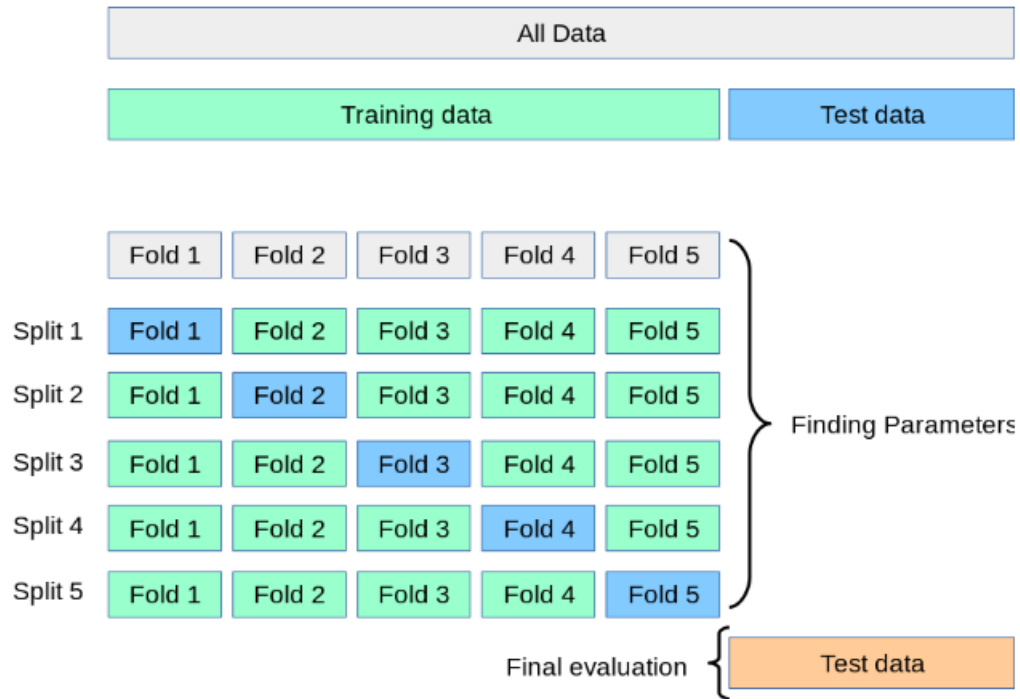 All Data
Training data Test data
Fold 1 Fold 2 Fold 3 Fold 4 Fold 5
Split 1 Fold 1 Fold 2 Fold 3 Fold 4 Fold 5
Split 2 Fold 1 Fold 2 Fold 3 Fold 4 Fold 5
Finding Parameters
Split 3 Fold 1 Fold 2 Fold 3 Fold 4 Fold 5
Split 4 Fold 1 Fold 2 Fold 3 Fold 4 Fold 5
Split 5 Fold 1 Fold 2 Fold 3 Fold 4 Fold 5
Final evaluation Test data